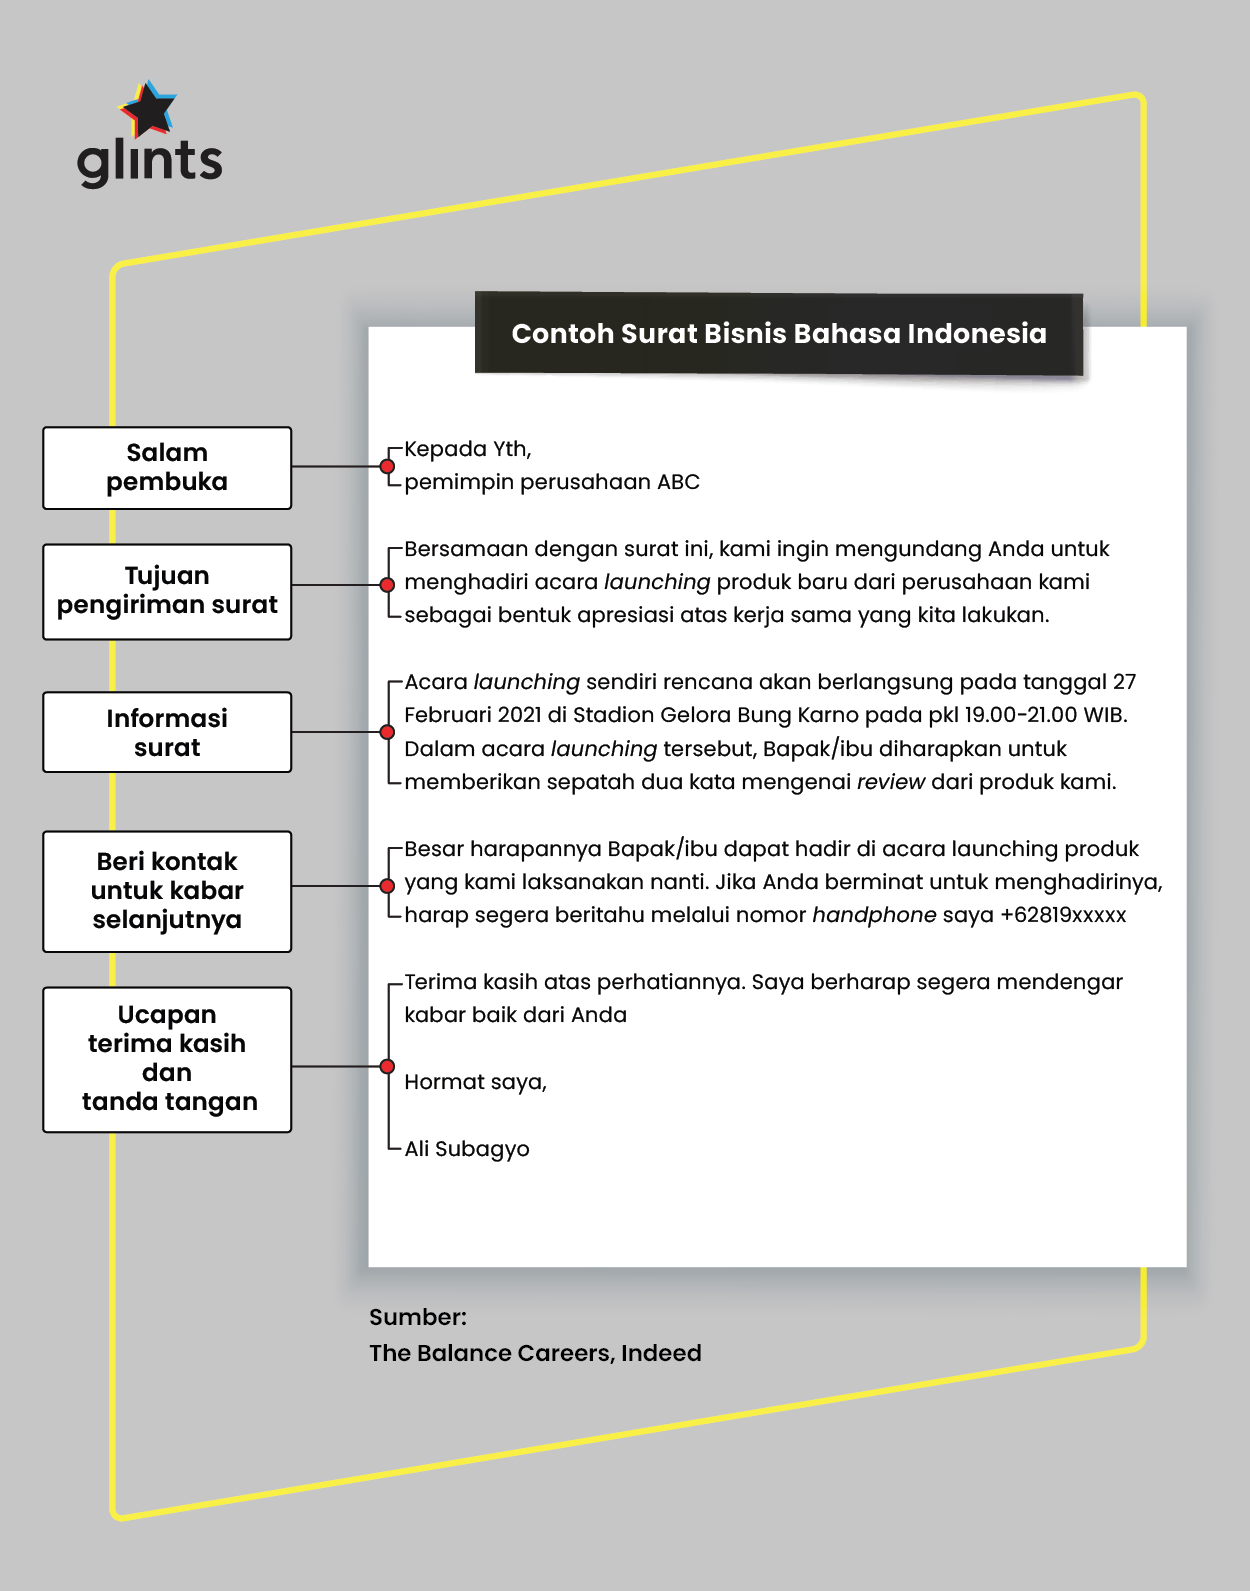 glints
Contoh Surat Bisnis Bahasa Indonesia
Salam
pembuka
Kepada Yth,
pemimpin perusahaan ABC
Tujuan
pengiriman surat
Bersamaan dengan surat ini, kami ingin mengundang Anda untuk
menghadiri acara launching produk baru dari perusahaan kami
sebagai bentuk apresiasi atas kerja sama yang kita lakukan.
Informasi
surat
Acara launching sendiri rencana akan berlangsung pada tanggal 27
Februari 2021 di Stadion Gelora Bung Karno pada pkl 19.00-21.00 WIB.
Dalam acara launching tersebut, Bapak/ibu diharapkan untuk
memberikan sepatah dua kata mengenai review dari produk kami.
Beri kontak
untuk kabar
selanjutnya
Besar harapannya Bapak/ibu dapat hadir di acara launching produk
yang kami laksanakan nanti. Jika Anda berminat untuk menghadirinya,
harap segera beritahu melalui nomor handphone saya +62819xxxxx
Ucapan
terima kasih
dan
tanda tangan
Terima kasih atas perhatiannya. Saya berharap segera mendengar
kabar baik dari Anda
Hormat saya,
Ali Subagyo
Sumber:
The Balance Careers, Indeed